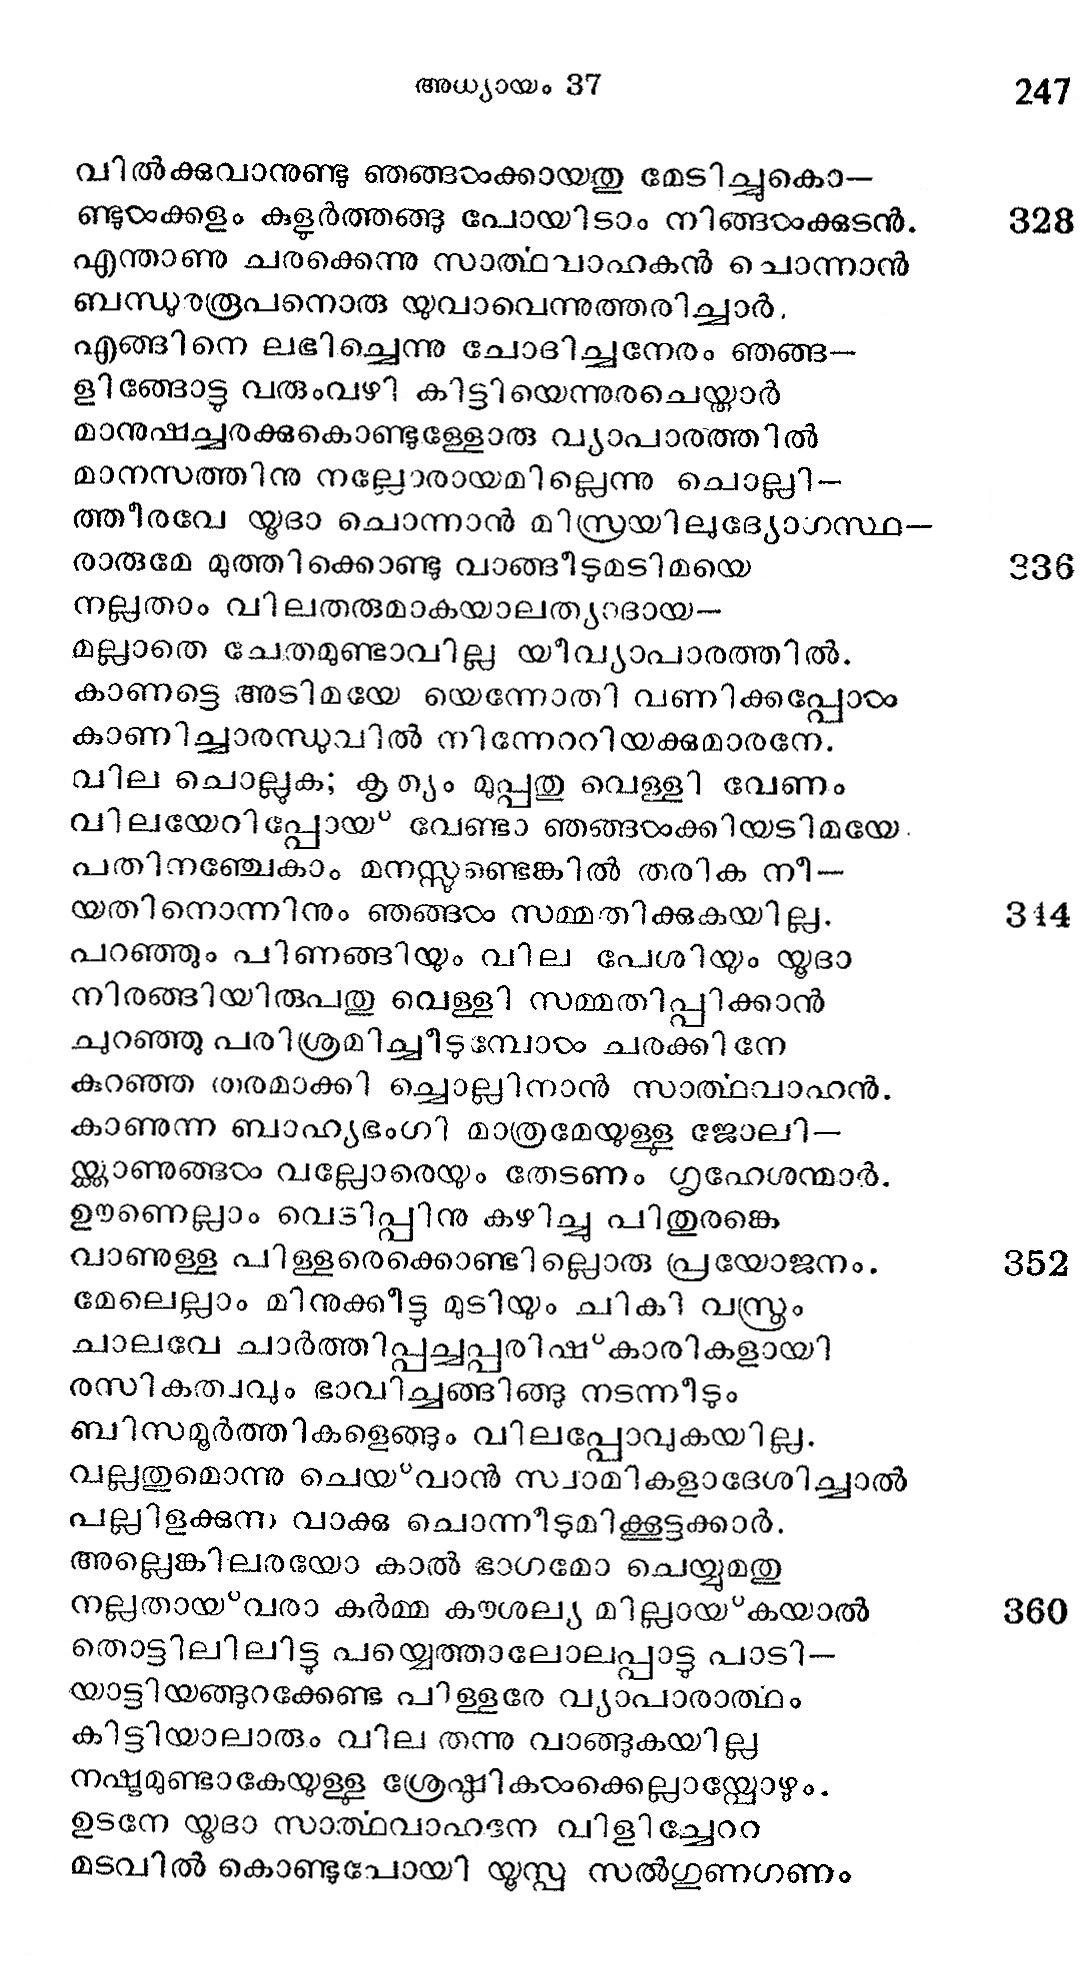 അധ്യായം 37 247
വിൽക്കുവാനുണ്ടു ഞങ്ങൾക്കായതു മേടിച്ചുകൊ—
ണ്ടുൾക്കളം കുളൂർത്തങ്ങു പോയിടാം നിങ്ങൾക്കുടൻ. 328
എന്താണു ചരക്കെന്നു സാൎത്ഥവാഹകൻ ചൊന്നാൻ
ബന്ധുരരൂപനൊരു യുവാവെന്നുത്തരിച്ചാർ.
എങ്ങിനെ ലഭിച്ചെന്നു ചോദിച്ചനേരം ഞങ്ങ—
ളിങ്ങോട്ടു വരുംവഴി കിട്ടിയെന്നുരചെയ്താർ
മാനുഷച്ചരക്കുകൊണ്ടുള്ളോരു വ്യാപാരത്തിൽ
മാനസത്തിനു നല്ലോരായമില്ലെന്നു ചൊല്ലി—
ത്തീരവേ യൂദാ ചൊന്നാൻ മിസ്രയിലുദ്യോഗസ്ഥ—
രാരുമേ മുത്തിക്കൊണ്ടു വാങ്ങീടുമടിമയെ 336
നല്ലതാം വിലതരുമാകയാലത്യാദായ—
മല്ലാതെ ചേതമുണ്ടാവില്ല യീവ്യാപാരത്തിൽ.
കാണട്ടെ അടിമയേ യെന്നോതി വണിക്കപ്പോൾ
കാണിച്ചാരന്ധുവിൽ നിന്നേററിയക്കുമാരനേ.
വില ചൊല്ലുക; കൃത്യം മുപ്പതു വെള്ളി വേണം
വിലയേറിപ്പോയ് വേണ്ടാ ഞങ്ങൾക്കിയടിമയേ.
പതിനഞ്ചേകാം മനസ്സുണ്ടെങ്കിൽ തരിക നീ—
യതിനൊന്നിനും ഞങ്ങൾ സമ്മതിക്കുകയില്ല. 344
പറഞ്ഞും പിണങ്ങിയും വില പേശിയും യൂദാ
നിരങ്ങിയിരുപതു വെള്ളി സമ്മതിപ്പിക്കാൻ
ചുറഞ്ഞു പരിശ്രമിച്ചീടുമ്പോൾ ചരക്കിനേ
കുറഞ്ഞ തരമാക്കി ച്ചൊല്ലിനാൻ സാൎത്ഥവാഹൻ.
കാണുന്ന ബാഹ്യഭംഗി മാത്രമേയുള്ളു ജോലി—
യ്ക്കാണുങ്ങൾ വല്ലോരെയും തേടണം ഗൃഹേശന്മാർ.
ഊണെല്ലാം വെടിപ്പിനു കഴിച്ചു പിതുരങ്കെ
വാണുള്ള പിള്ളരെക്കൊണ്ടില്ലൊരു പ്രയോജനം. 352
മേലെല്ലാം മിനുക്കീട്ടു മുടിയും ചികി വസ്ത്രം
ചാലവേ ചാർത്തിപ്പച്ചപ്പരിഷ്കാരികളായി
രസികത്വവും ഭാവിച്ചങ്ങിങ്ങു നടന്നീടും
ബിസമൂർത്തികളെങ്ങും വിലപ്പോവുകയില്ല.
വല്ലതുമൊന്നു ചെയ്‌വാൻ സ്വാമികളാദേശിച്ചാൽ
പല്ലിളക്കുന്ന വാക്കു ചൊന്നീടുമിക്കൂട്ടക്കാർ.
അല്ലെങ്കിലരയോ കാൽ ഭാഗമോ ചെയ്യുമതു
നല്ലതായ്‌വരാ കർമ്മ കൗശല്യ മില്ലായ്കയാൽ 360
തൊട്ടിലിലിട്ടു പയ്യെത്താലോലപ്പാട്ടു പാടി—
യാട്ടിയങ്ങുറക്കേണ്ട പിള്ളരേ വ്യാപാരാൎത്ഥം
കിട്ടിയാലാരും വില തന്നു വാങ്ങുകയില്ല
നഷ്ടമുണ്ടാകേയുള്ളു ശ്രേഷ്ഠികൾക്കെല്ലായ്പോഴും.
ഉടനേ യൂദാ സാൎത്ഥവാഹനേ വിളിച്ചേററ
മടവിൽ കൊണ്ടുപോയി യൂസ്പ സൽഗുണഗണം